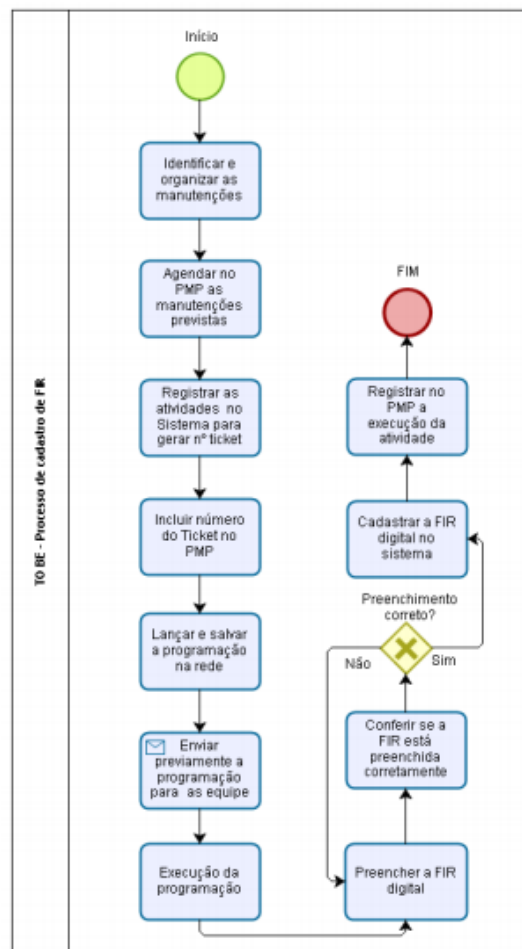 TO BE - Processo de cadastro de FIR
Início
Identificar e
organizar as
manutenções
Agendar no
PMP as
manutenções
previstas
Registrar as
atividades no
Sistema para
gerar nº ticket
Incluir número
do Ticket no
PMP
Lançar e salvar
a programação
na rede
Enviar
previamente a
programação
para as equipe
Execução da
programação
Preencher a FIR
digital
Conferir se a
FIR está
preenchida
corretamente
Preenchimento
correto?
Não
Sim
Cadastrar a FIR
digital no
sistema
Registrar no
PMP a
execução da
atividade
FIM